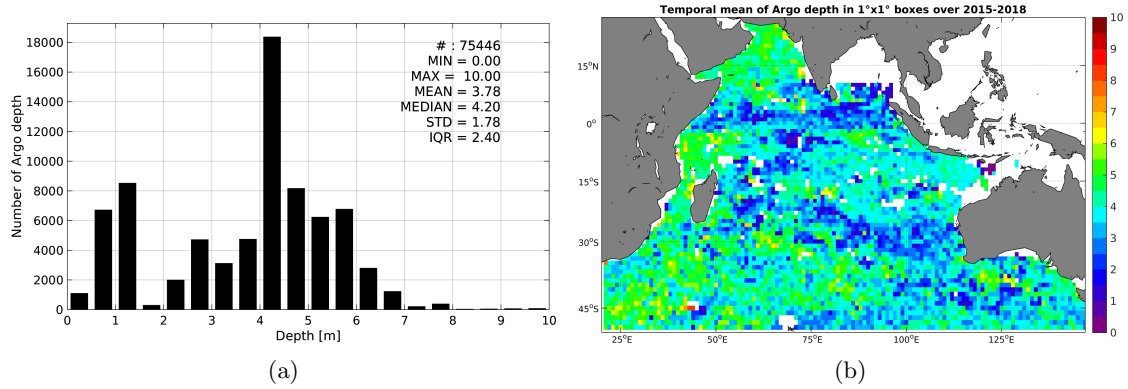 18000
16000
14000
12000
10000
8000
6000
4000
2000
0
Number of Argo depth
# : 75446
MIN = 0.00
MAX = 10.00
MEAN = 3.78
MEDIAN = 4.20
STD = 1.78
IQR = 2.40
0 1 2 3 4 5 6 7 8 9 10
Depth [m]
(a)
Temporal mean of Argo depth in 1°x1° boxes over 2015-2018
15°N
0°
15°S
30°S
45°S
25°E 50°E 75°E 100°E 125°E
10
9
8
7
6
5
4
3
2
1
0
(b)